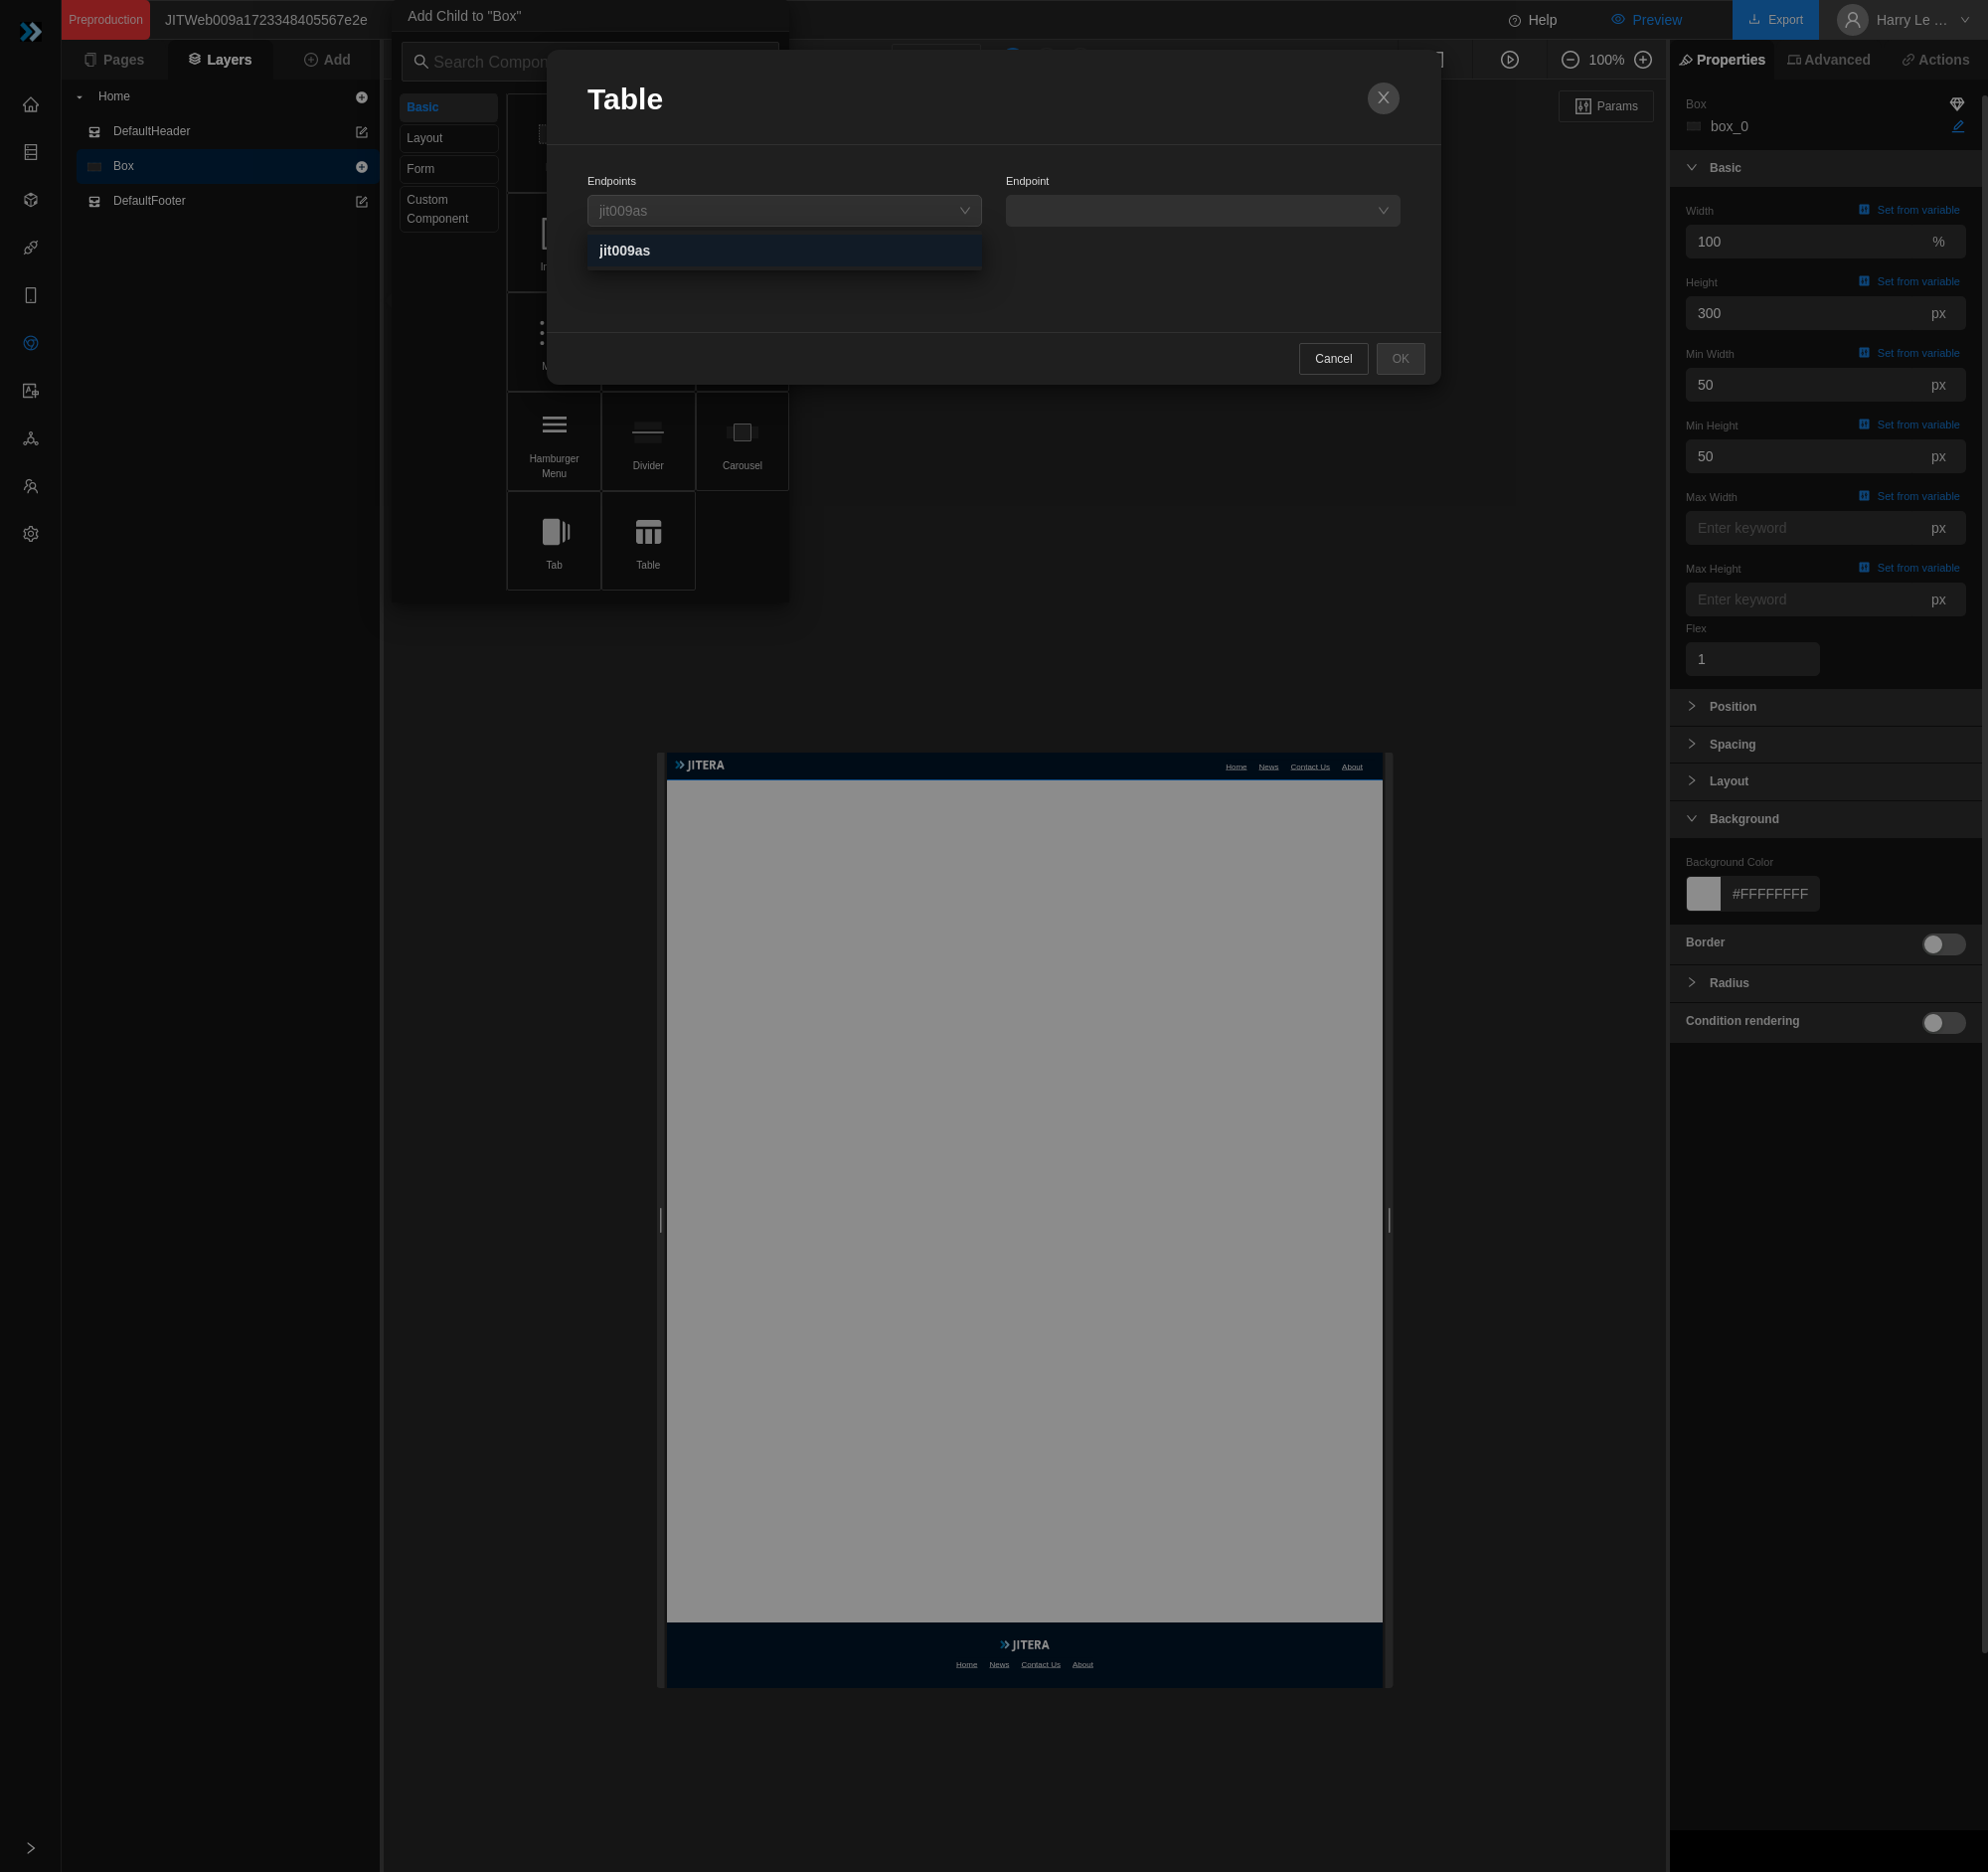 Preproduction
JITWeb009a1723348405567e2e
Add Child to "Box"
Help
Preview
Export
Harry Le ...
Pages
Layers
Add
Search Compon
100%
Properties
Advanced
Actions
Home
DefaultHeader
Box
DefaultFooter
Basic
Layout
Form
Custom
Component
Hamburger
Menu
Divider
Carousel
Tab
Table
Table
Endpoints
Endpoint
jit009as
jit009as
Cancel
OK
Params
Box
box_0
Basic
Width
Set from variable
100
%
Height
Set from variable
300
px
Min Width
Set from variable
50
px
Min Height
Set from variable
50
px
Max Width
Set from variable
Enter keyword
px
Max Height
Set from variable
Enter keyword
px
Flex
1
Position
Spacing
Layout
Background
Background Color
#FFFFFFFF
Border
Radius
Condition rendering
JITERA
Home
News
Contact Us
About
JITERA
Home
News
Contact Us
About